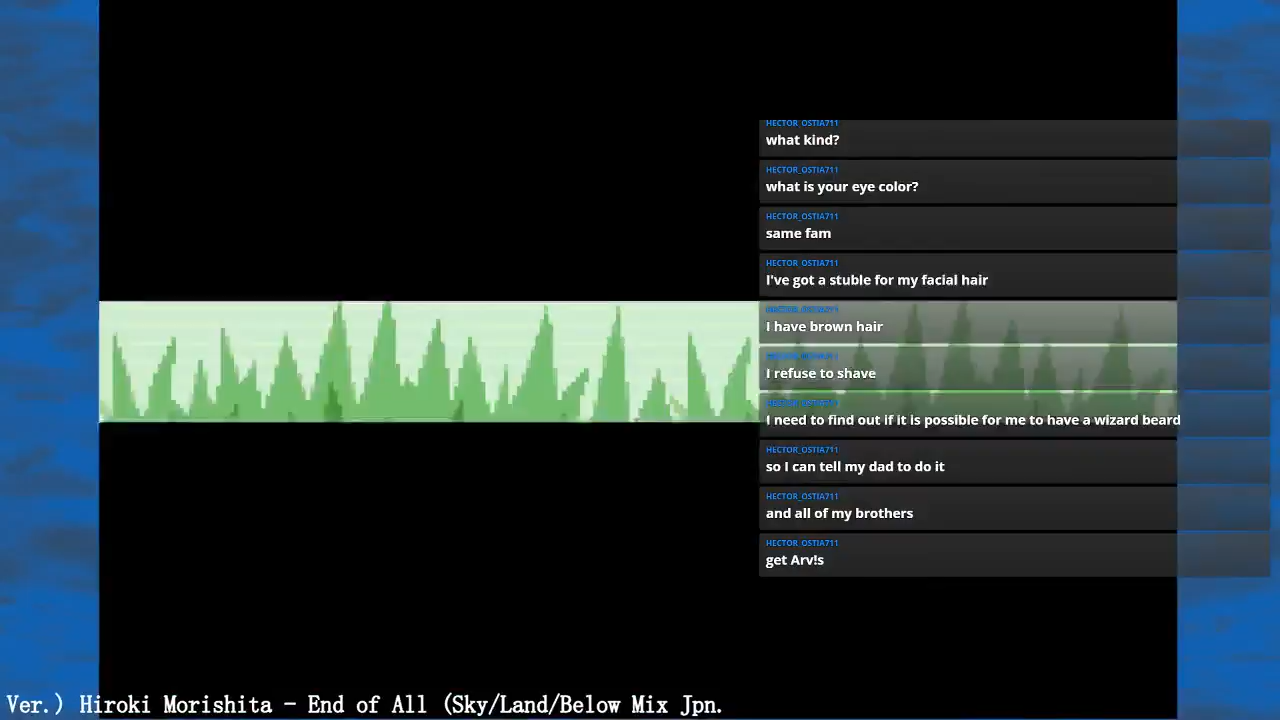 HECTOR_OSTIA711
what kind?
HECTOR_OSTIA711
what is your eye color?
HECTOR_OSTIA711
same fam
HECTOR_OSTIA711
I've got a stuble for my facial hair
HECTOR_OSTIA711
I have brown hair
HECTOR_OSTIA711
I refuse to shave
HECTOR_OSTIA711
I need to find out if it is possible for me to have a wizard beard
HECTOR_OSTIA711
so I can tell my dad to do it
HECTOR_OSTIA711
and all of my brothers
HECTOR_OSTIA711
get Arv!s
Ver.) Hiroki Morishita - End of All (Sky/Land/Below Mix Jpn.